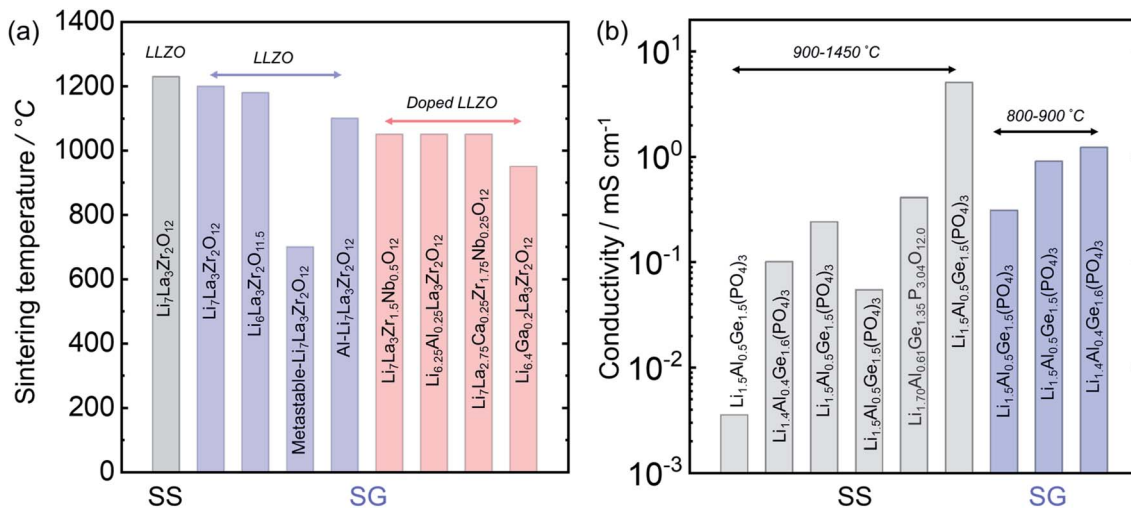 (a)
Sintering temperature / °C
1400
1200
1000
800
600
400
200
0
LLZO
LLZO
Doped LLZO
Li7La3Zr2O12
Li7La3Zr2O12
Li6La3Zr2O11.5
Metastable-Li7La3Zr2O12
Al-Li7La3Zr2O12
Li7La3Zr1.5Nb0.5O12
Li6.25Al0.25La3Zr2O12
Li7La2.75Ca0.25Zr1.75Nb0.25O12
Li6.4Ga0.2La3Zr2O12
SS
SG
(b)
Conductivity / mS cm−1
10^1
10^0
10^-1
10^-2
10^-3
900-1450 °C
800-900 °C
Li1.5Al0.5Ge1.5(PO4)3
Li1.4Al0.4Ge1.6(PO4)3
Li1.5Al0.5Ge1.5(PO4)3
Li1.5Al0.5Ge1.5(PO4)3
Li1.70Al0.61Ge1.35P3.04O12.0
Li1.5Al0.5Ge1.5(PO4)3
Li1.5Al0.5Ge1.5(PO4)3
Li1.5Al0.5Ge1.5(PO4)3
Li1.4Al0.4Ge1.6(PO4)3
SS
SG